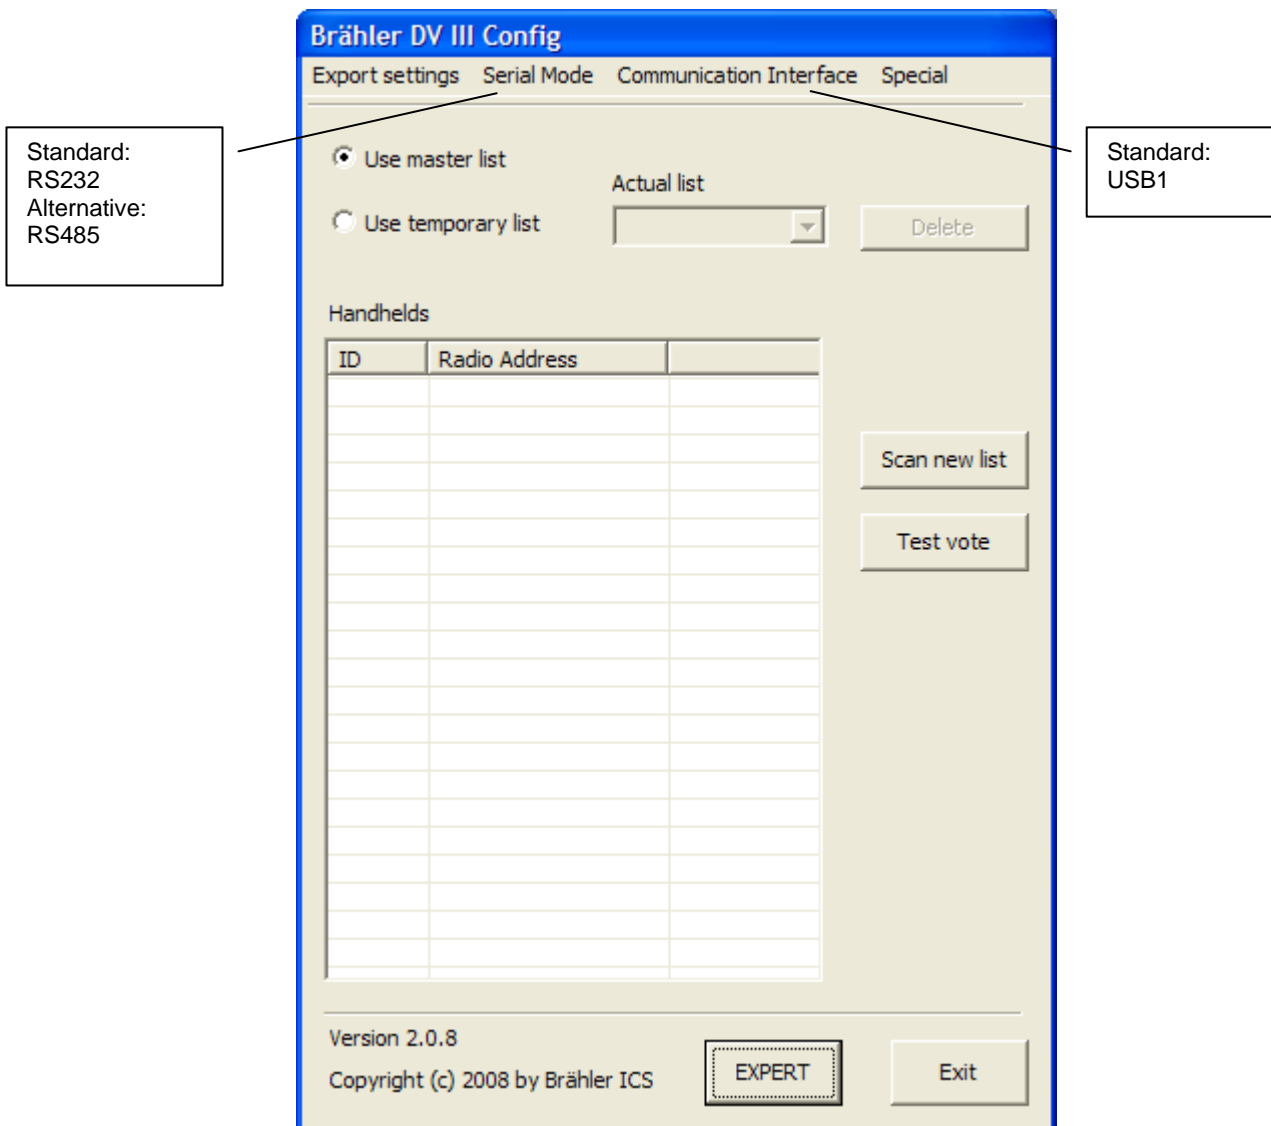 Brähler DV III Config
Export settings Serial Mode Communication Interface Special
Standard:
RS232
Alternative:
RS485
Standard:
USB1
Use master list
Actual list
Use temporary list
Delete
Handhelds
ID Radio Address
Scan new list
Test vote
Version 2.0.8
Copyright (c) 2008 by Brähler ICS
EXPERT
Exit